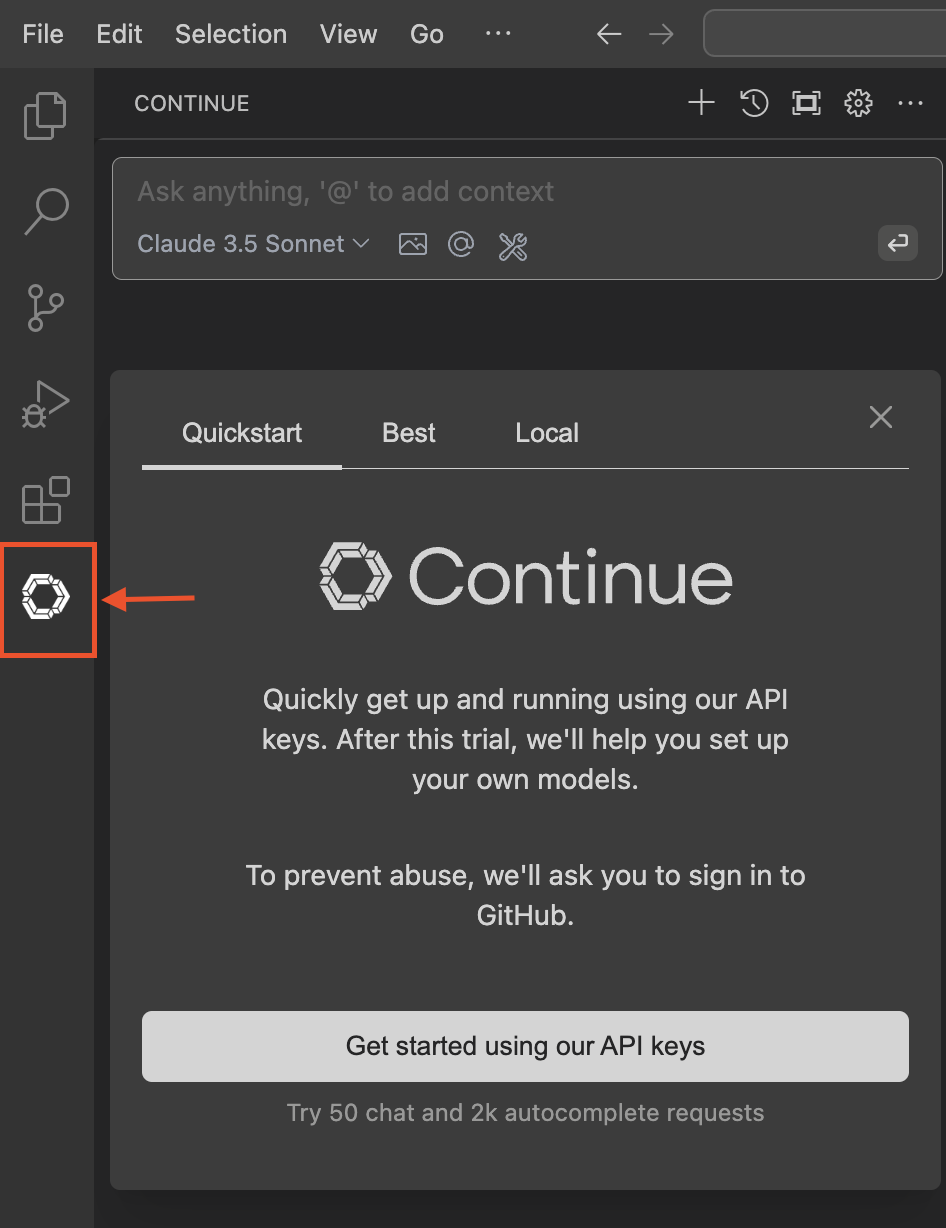 File Edit Selection View Go ···
CONTINUE
Ask anything, '@' to add context
Claude 3.5 Sonnet
Quickstart Best Local
Continue
Quickly get up and running using our API
keys. After this trial, we'll help you set up
your own models.
To prevent abuse, we'll ask you to sign in to
GitHub.
Get started using our API keys
Try 50 chat and 2k autocomplete requests